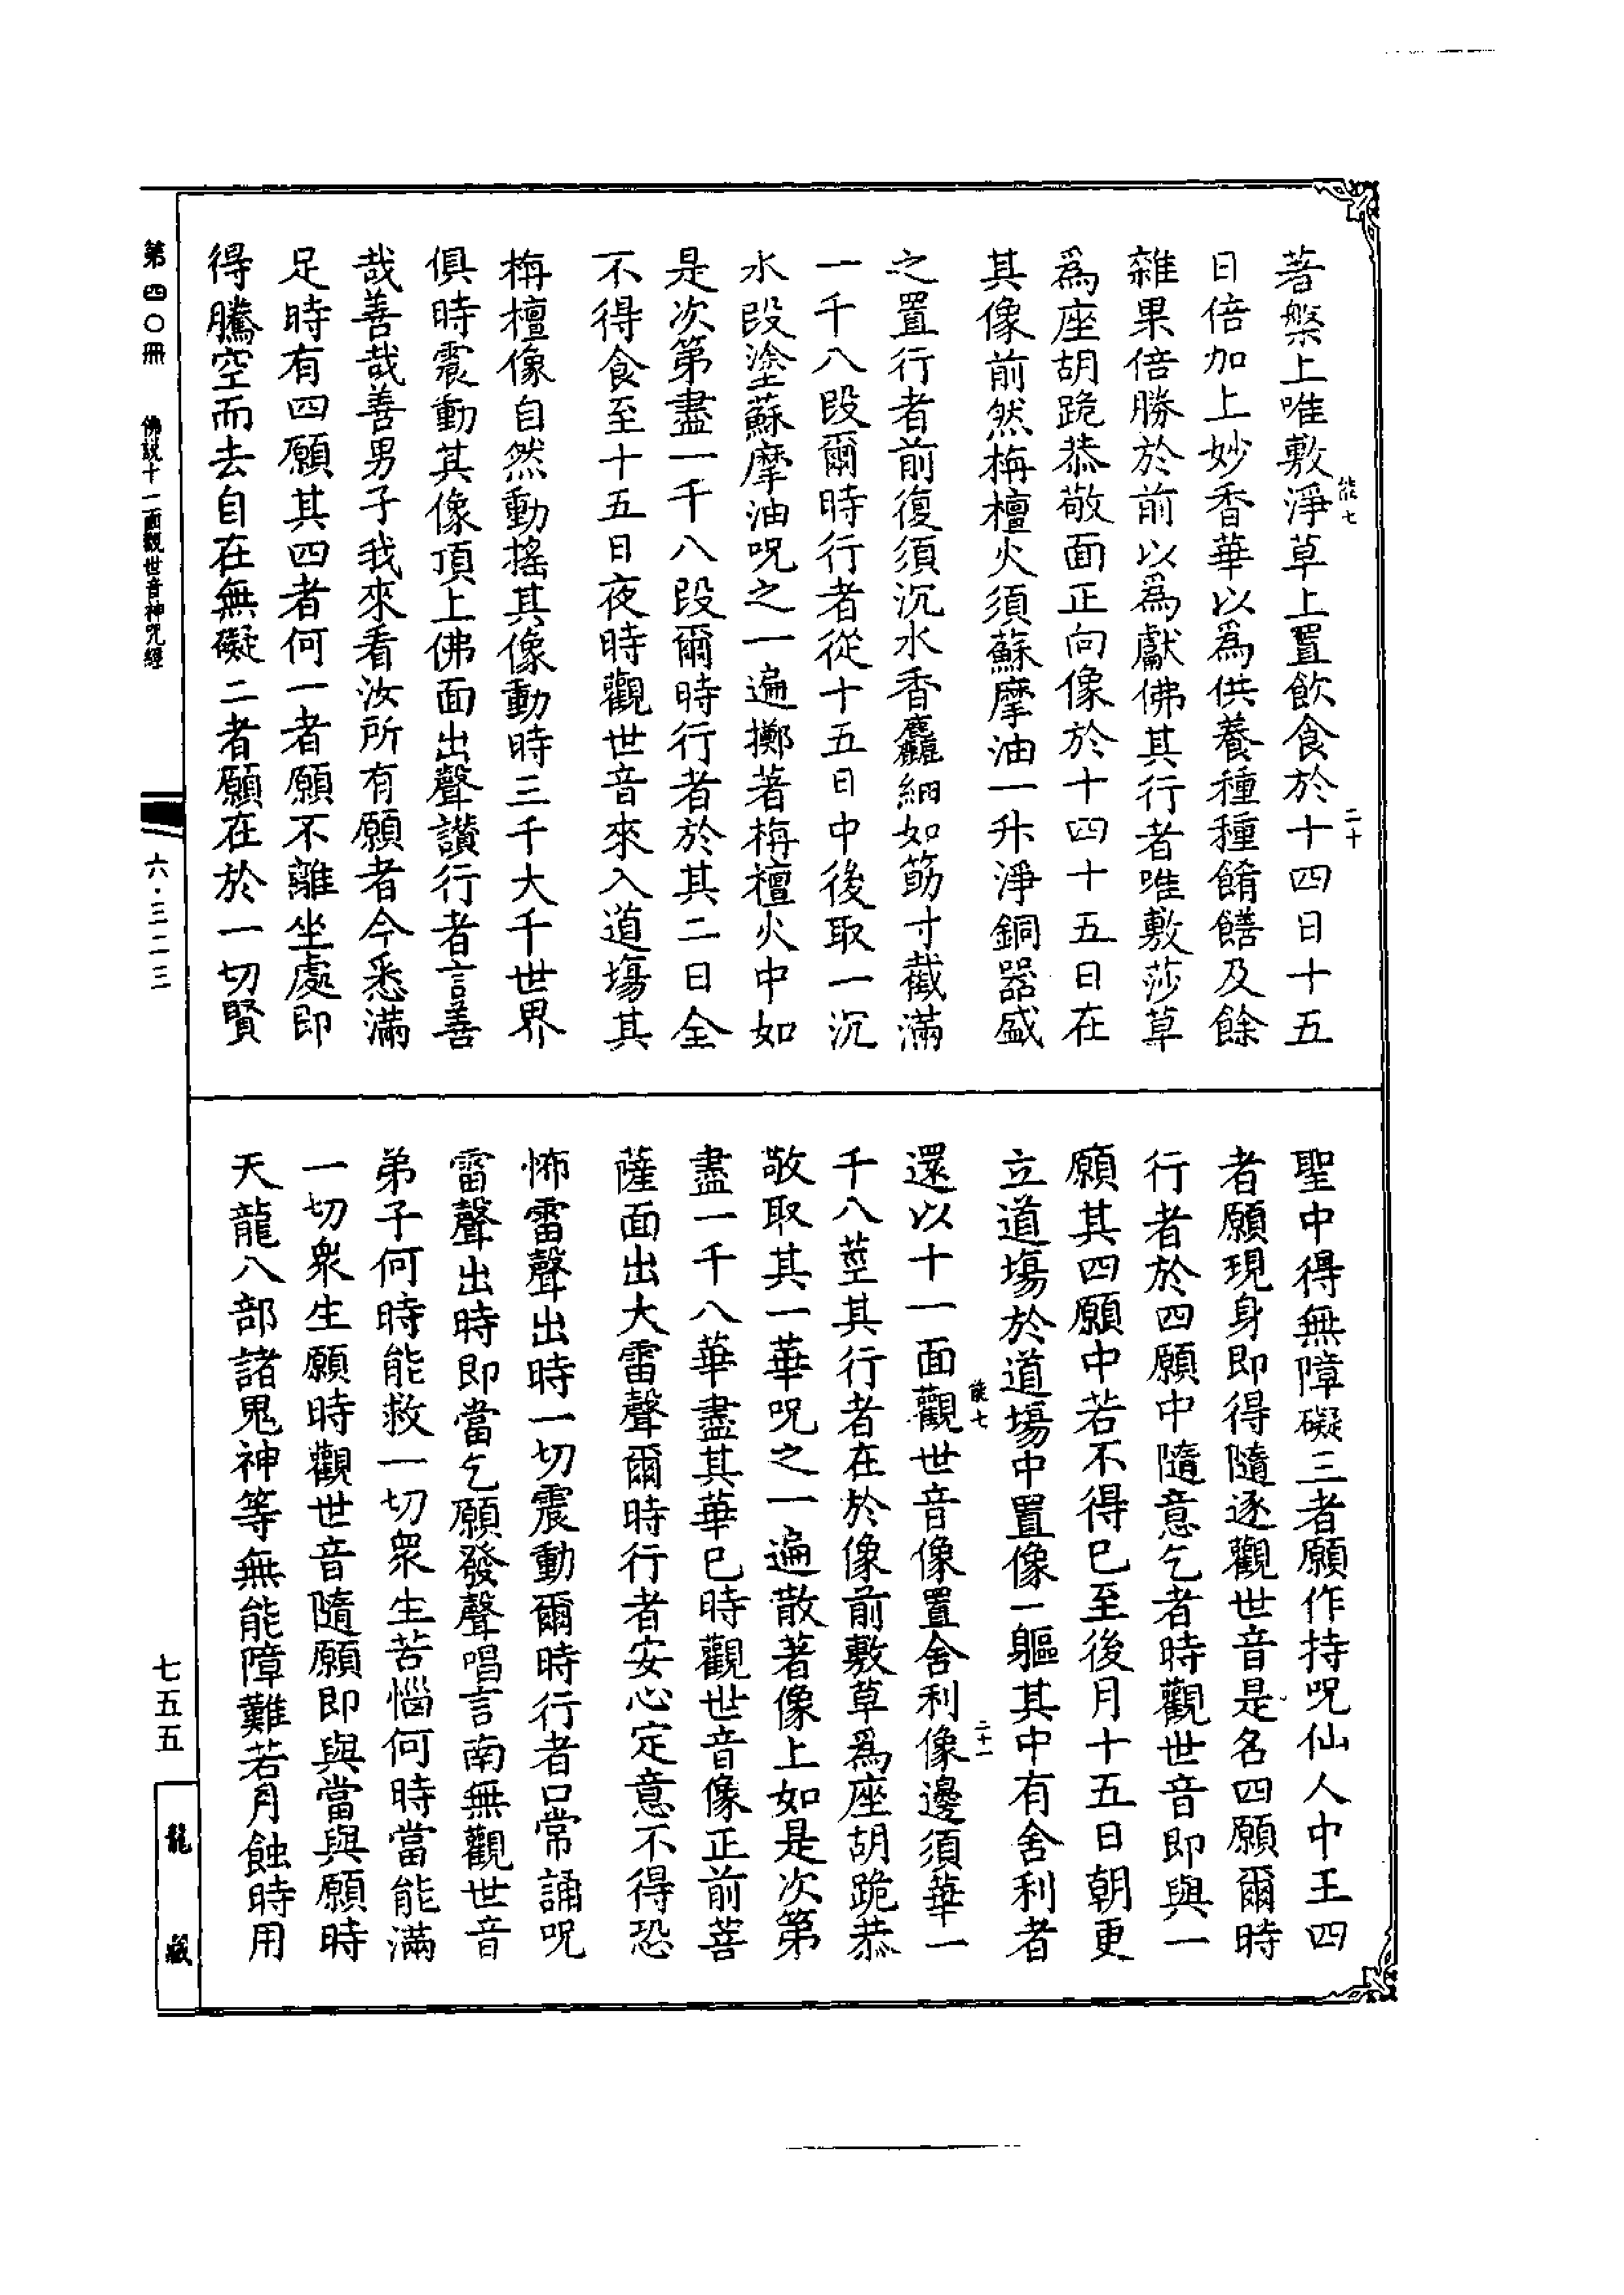 著槃上唯敷淨草上置飲食於十四日十五
日倍加上妙香華以爲供養種種餚饍及餘
雜果倍勝於前以爲獻佛其行者唯敷莎草
爲座胡跪恭敬面正向像於十四十五日在
其像前然栴檀火須蘇摩油一升淨銅器盛
之置行者前復須沉水香麤細如筯寸截滿
一千八段爾時行者從十五日中後取一沉
水段塗蘇摩油呪之一遍擲著栴檀火中如
是次第盡一千八段爾時行者於其二日全
不得食至十五日夜時觀世音來入道場其
栴檀像自然動搖其像動時三千大千世界
俱時震動其像頂上佛面出聲讚行者言善
哉善哉善男子我來看汝所有願者今悉滿
足時有四願其四者何一者願不離坐處即
得騰空而去自在無礙二者願在於一切賢
能七
二十
聖中得無障礙三者願作持呪仙人中王四
者願現身即得隨逐觀世音是名四願爾時
行者於四願中隨意乞者時觀世音即與一
願其四願中若不得已至後月十五日朝更
立道場於道場中置像一軀其中有舍利者
還以十一面觀世音像置舍利像邊須華一
千八莖其行者在於像前敷草爲座胡跪恭
敬取其一華呪之一遍散著像上如是次第
盡一千八華盡其華已時觀世音像正前菩
薩面出大雷聲爾時行者安心定意不得恐
怖雷聲出時一切震動爾時行者口常誦呪
雷聲出時即當乞願發聲唱言南無觀世音
弟子何時能救一切眾生苦惱何時當能滿
一切眾生願時觀世音隨願即與當與願時
天龍八部諸鬼神等無能障難若月蝕時用
能七
二十一
第四〇冊
佛說十一面觀世音神咒經
六·三二三
七五五
龍藏